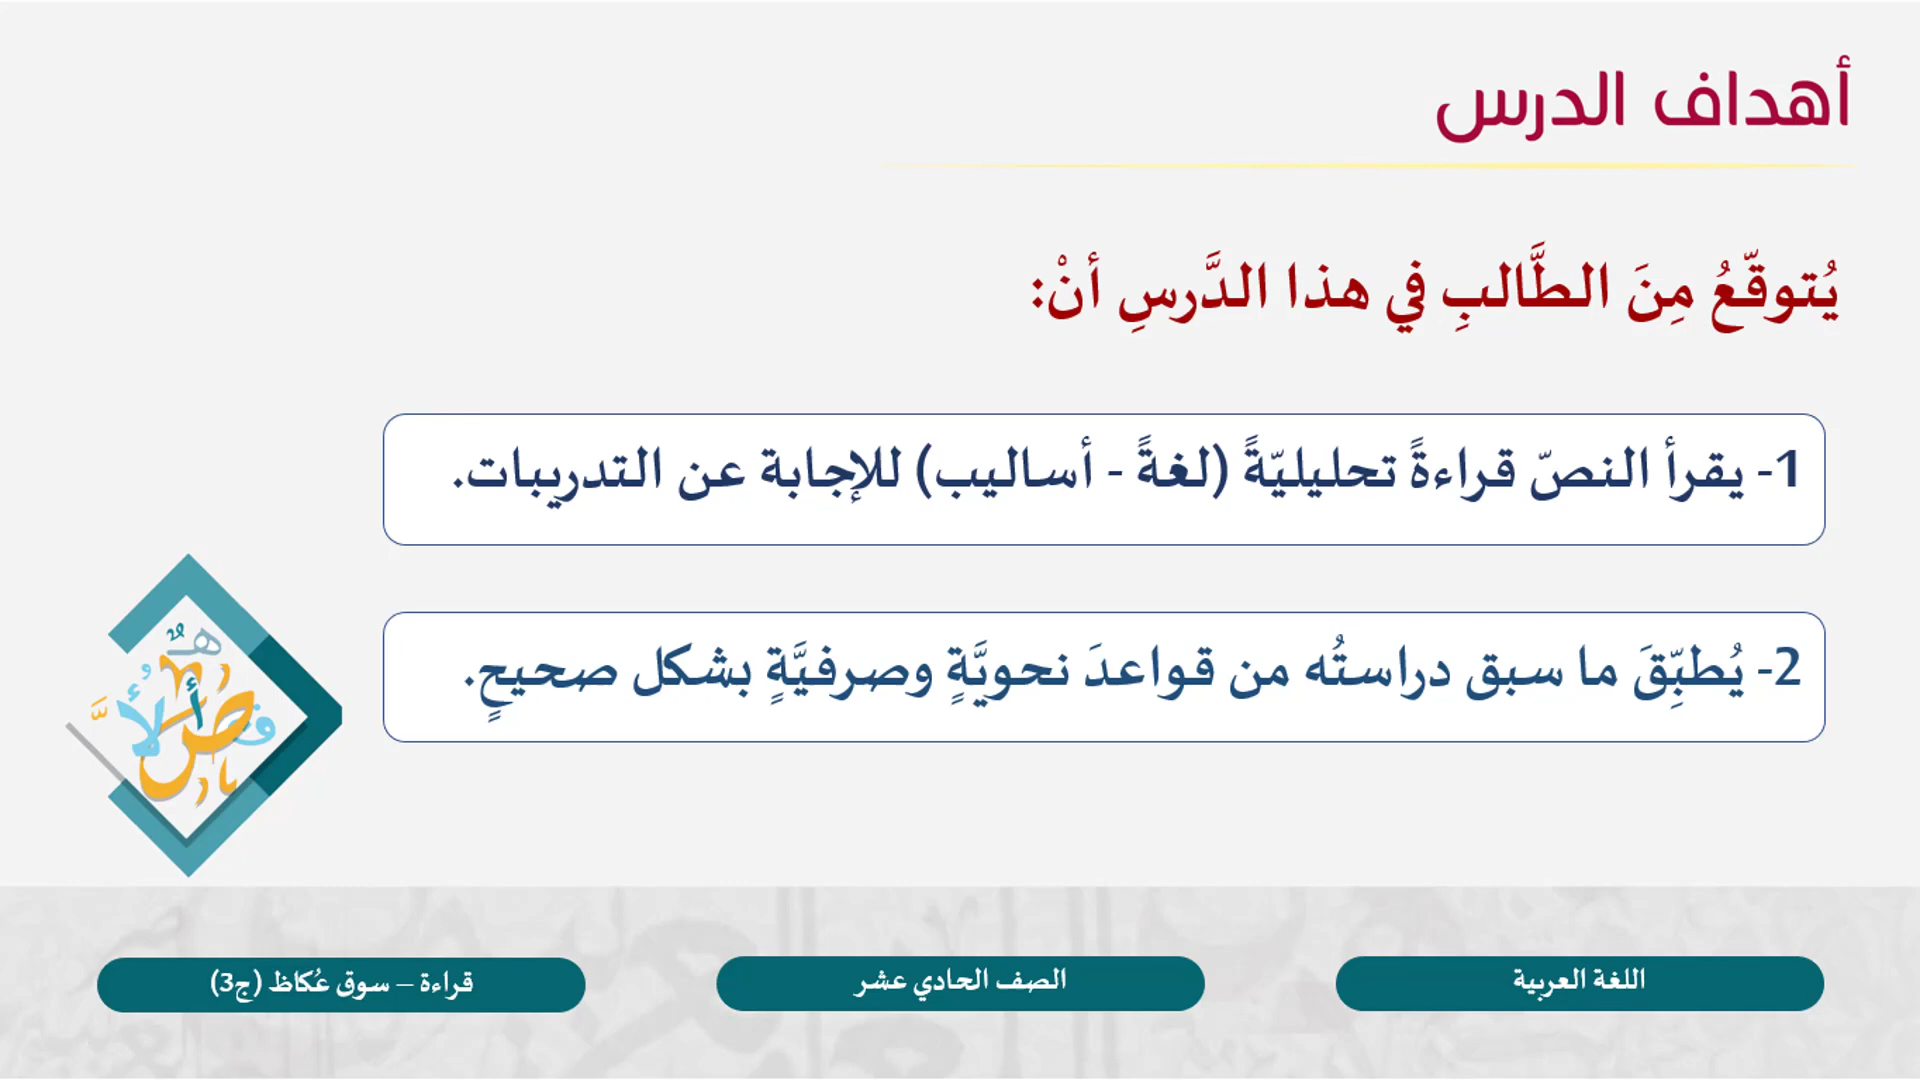 أهداف الدرس
يُتوقّعُ مِنَ الطَّالبِ في هذا الدَّرسِ أنْ:
1- يقرأ النصّ قراءةً تحليليّةً (لغةً - أساليب) للإجابة عن التدريبات.
2- يُطبِّقَ ما سبق دراستُه من قواعدَ نحويَّةٍ وصرفيَّةٍ بشكل صحيحٍ.
اللغة العربية
الصف الحادي عشر
قراءة – سوق عُكاظ (ج3)